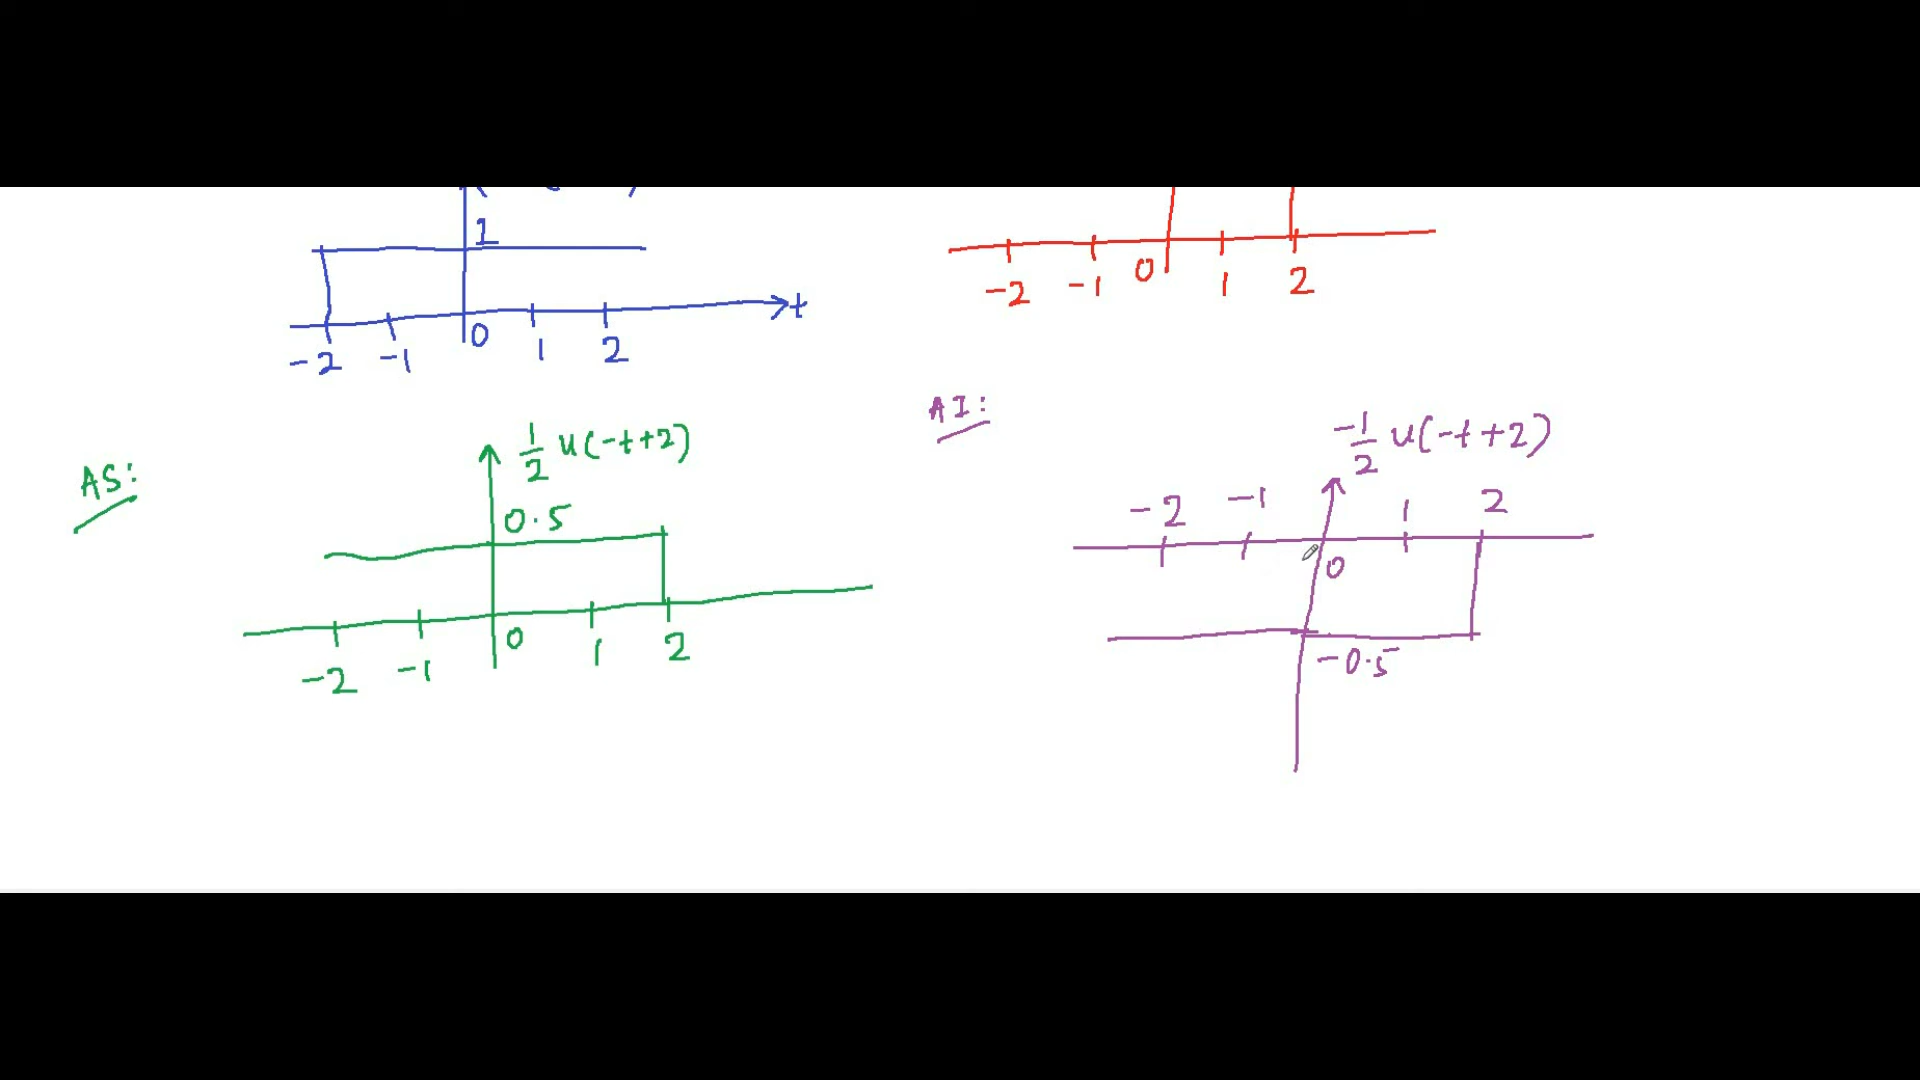 1
t
-2 -1 0 1 2
-2 -1 0 1 2
AS:
1/2 u(-t+2)
0.5
-2 -1 0 1 2
AI:
-1/2 u(-t+2)
-2 -1 0 1 2
-0.5